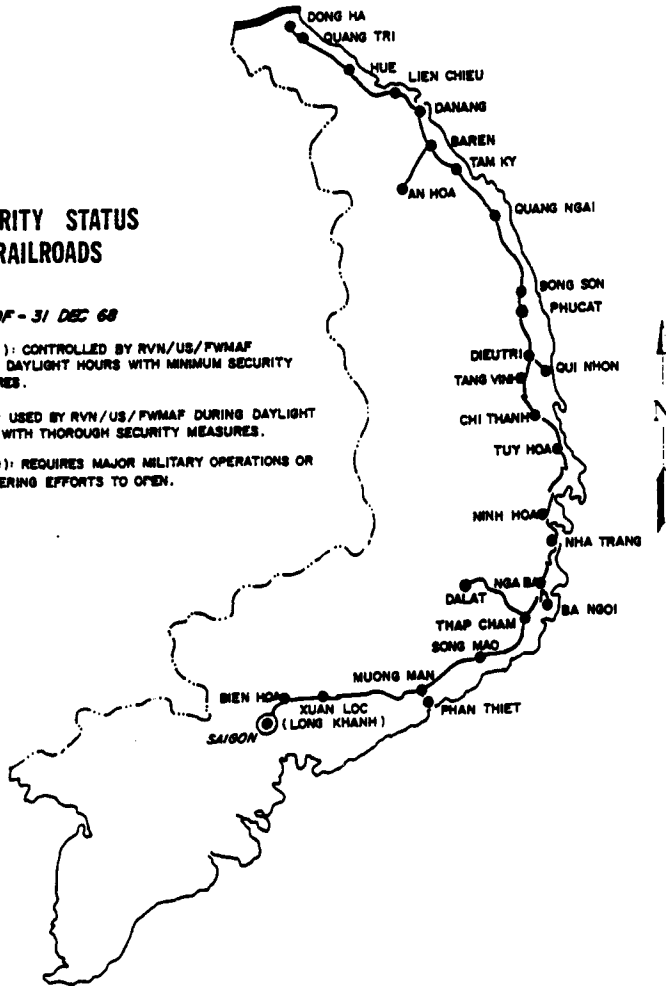 DONG HA
QUANG TRI
HUE
LIEN CHIEU
DANANG
BAREN
TAM KY
AN HOA
QUANG NGAI
RITY STATUS
RAILROADS
BONG SON
PHUCAT
OF - 31 DEC 68
): CONTROLLED BY RVN/US/FWMAF
DAYLIGHT HOURS WITH MINIMUM SECURITY
RES.
DIEUTRI
QUI NHON
TANG VINH
USED BY RVN/US/FWMAF DURING DAYLIGHT
WITH THOROUGH SECURITY MEASURES.
CHI THANH
TUY HOA
): REQUIRES MAJOR MILITARY OPERATIONS OR
ERING EFFORTS TO OPEN.
N
NINH HOA
NHA TRANG
NGA BA
DALAT
BA NGOI
THAP CHAM
SONG MAO
MUONG MAN
BIEN HOA
XUAN LOC
(LONG KHANH)
PHAN THIET
SAIGON